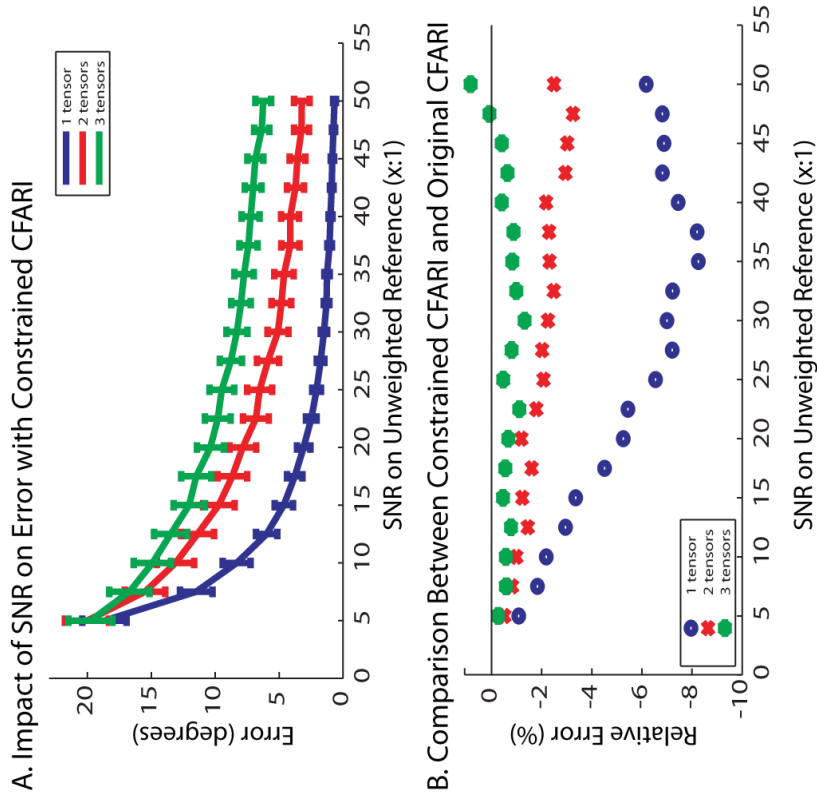 A. Impact of SNR on Error with Constrained CFARI
1 tensor
2 tensors
3 tensors
Error (degrees)
20
15
10
5
0
0 5 10 15 20 25 30 35 40 45 50 55
SNR on Unweighted Reference (x:1)
B. Comparison Between Constrained CFARI and Original CFARI
Relative Error (%)
0
-2
-4
-6
-8
-10
1 tensor
2 tensors
3 tensors
0 5 10 15 20 25 30 35 40 45 50 55
SNR on Unweighted Reference (x:1)